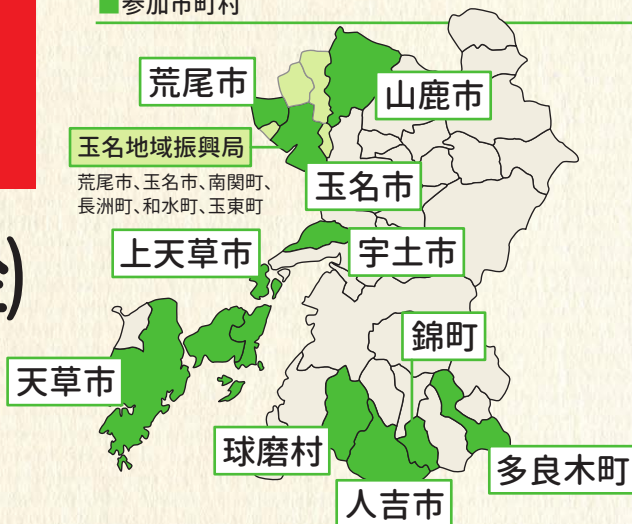 ■参加市町村
荒尾市
山鹿市
玉名地域振興局
荒尾市、玉名市、南関町、
長洲町、和水町、玉東町
玉名市
上天草市
宇土市
錦町
天草市
球磨村
多良木町
人吉市